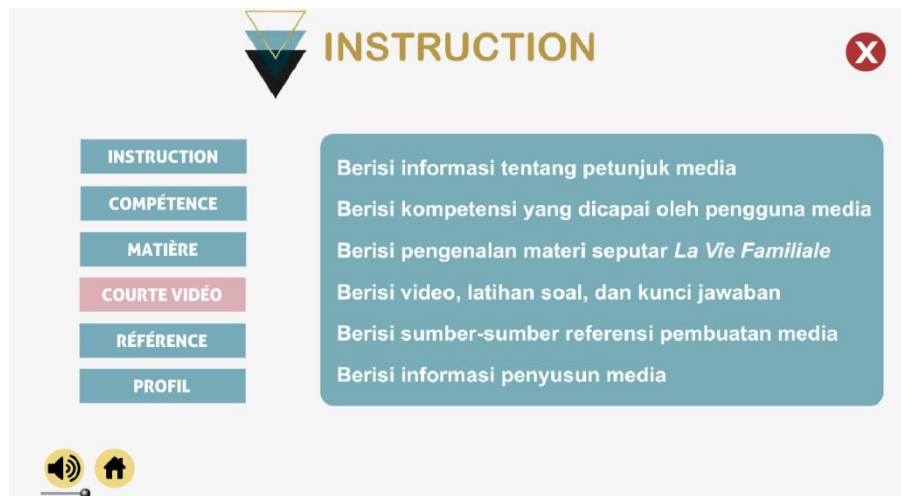 INSTRUCTION
X
INSTRUCTION
Berisi informasi tentang petunjuk media
COMPÉTENCE
Berisi kompetensi yang dicapai oleh pengguna media
MATIÈRE
Berisi pengenalan materi seputar La Vie Familiale
COURTE VIDÉO
Berisi video, latihan soal, dan kunci jawaban
RÉFÉRENCE
Berisi sumber-sumber referensi pembuatan media
PROFIL
Berisi informasi penyusun media